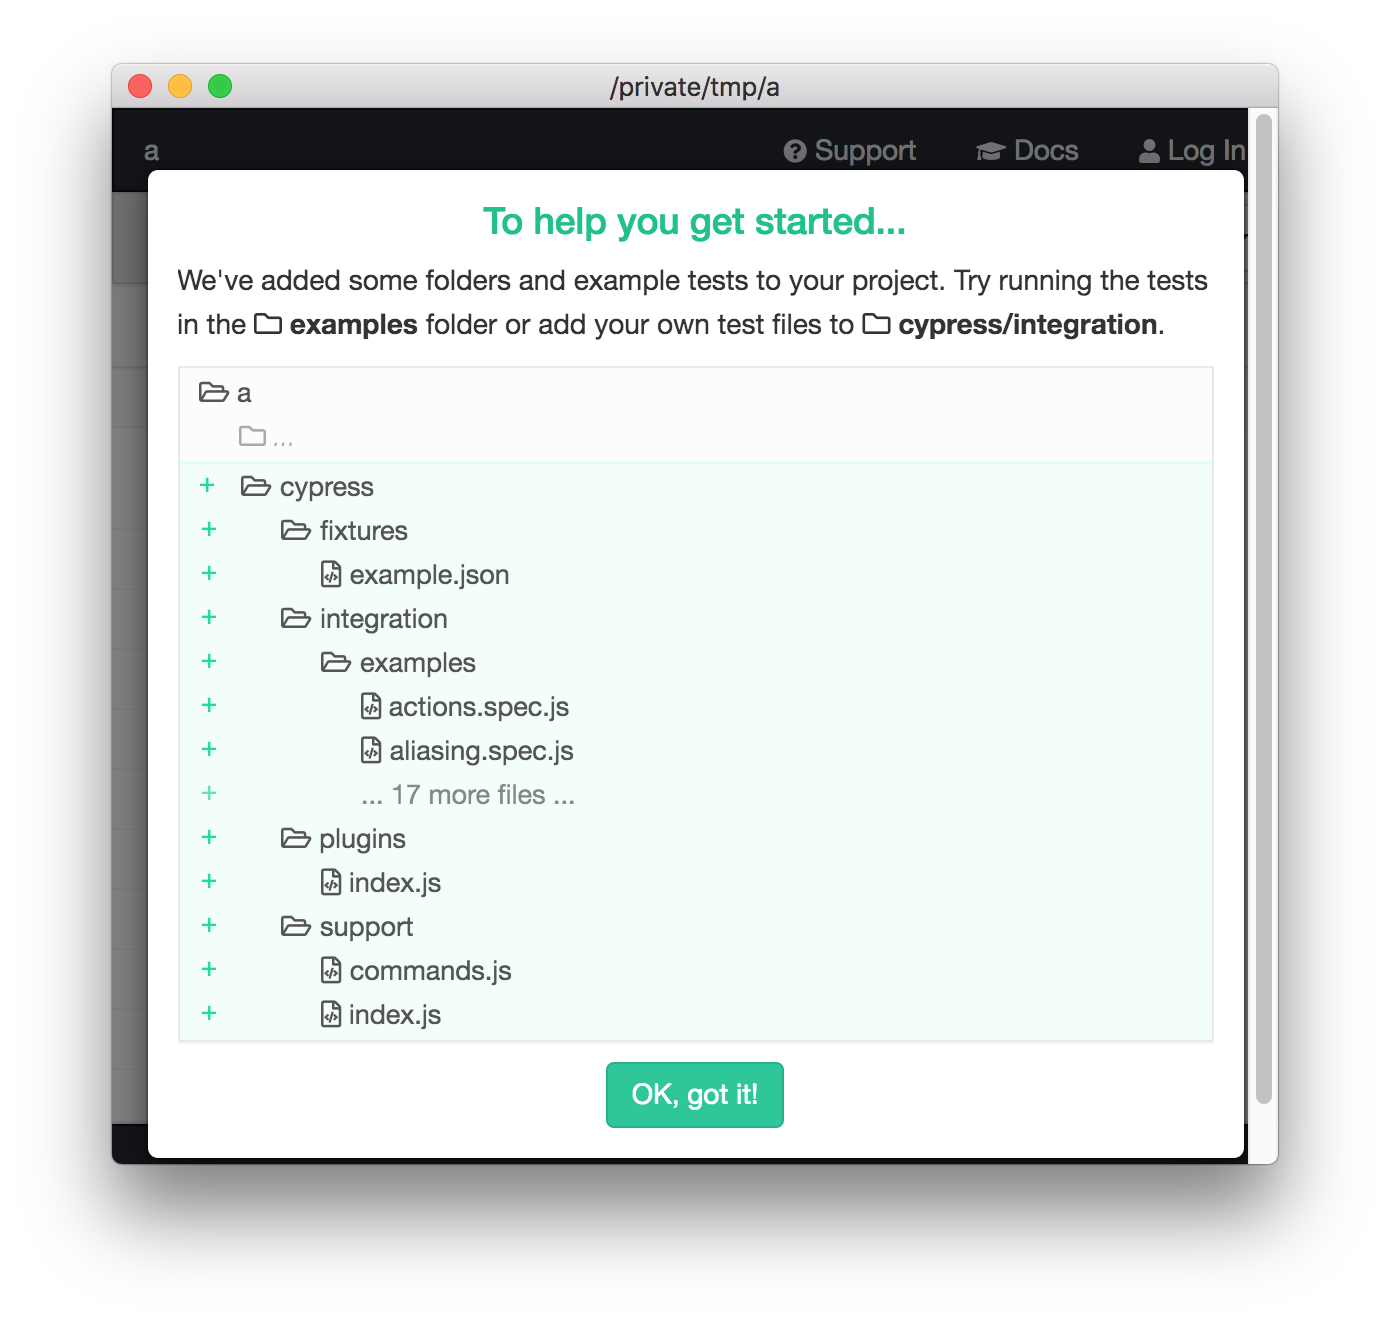 /private/tmp/a
a Support Docs Log In
To help you get started...
We've added some folders and example tests to your project. Try running the tests
in the examples folder or add your own test files to cypress/integration.
a
...
+ cypress
+ fixtures
+ example.json
+ integration
+ examples
+ actions.spec.js
+ aliasing.spec.js
+ ... 17 more files ...
+ plugins
+ index.js
+ support
+ commands.js
+ index.js
OK, got it!